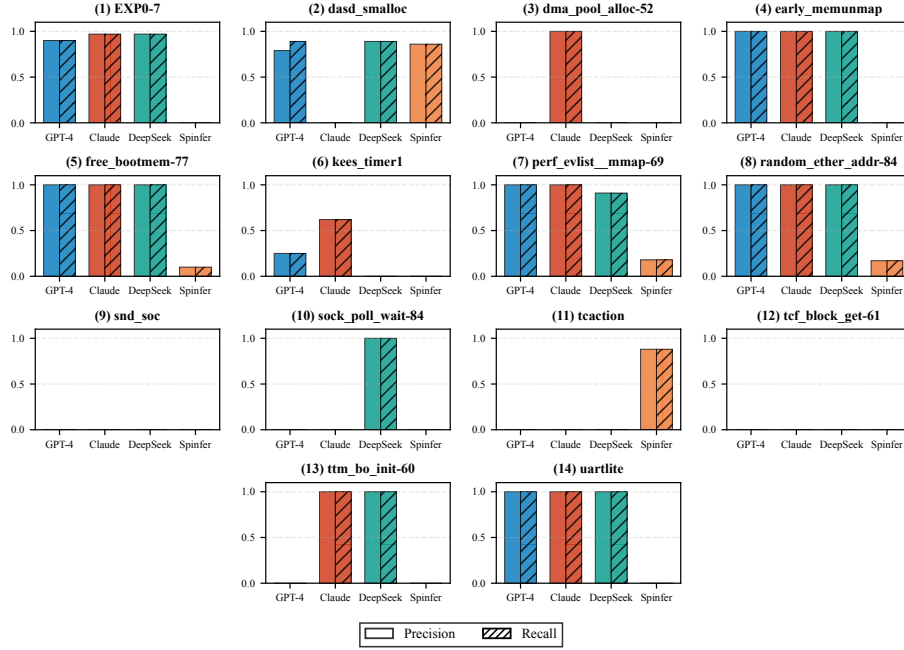 (1) EXP0-7
(2) dasd_smalloc
(3) dma_pool_alloc-52
(4) early_memunmap
1.0
0.5
0.0
GPT-4 Claude DeepSeek Spinfer
1.0
0.5
0.0
GPT-4 Claude DeepSeek Spinfer
1.0
0.5
0.0
GPT-4 Claude DeepSeek Spinfer
1.0
0.5
0.0
GPT-4 Claude DeepSeek Spinfer
(5) free_bootmem-77
(6) kees_timer1
(7) perf_evlist__mmap-69
(8) random_ether_addr-84
1.0
0.5
0.0
GPT-4 Claude DeepSeek Spinfer
1.0
0.5
0.0
GPT-4 Claude DeepSeek Spinfer
1.0
0.5
0.0
GPT-4 Claude DeepSeek Spinfer
1.0
0.5
0.0
GPT-4 Claude DeepSeek Spinfer
(9) snd_soc
(10) sock_poll_wait-84
(11) tcaction
(12) tcf_block_get-61
1.0
0.5
0.0
GPT-4 Claude DeepSeek Spinfer
1.0
0.5
0.0
GPT-4 Claude DeepSeek Spinfer
1.0
0.5
0.0
GPT-4 Claude DeepSeek Spinfer
1.0
0.5
0.0
GPT-4 Claude DeepSeek Spinfer
(13) ttm_bo_init-60
(14) uartlite
1.0
0.5
0.0
GPT-4 Claude DeepSeek Spinfer
1.0
0.5
0.0
GPT-4 Claude DeepSeek Spinfer
Precision Recall